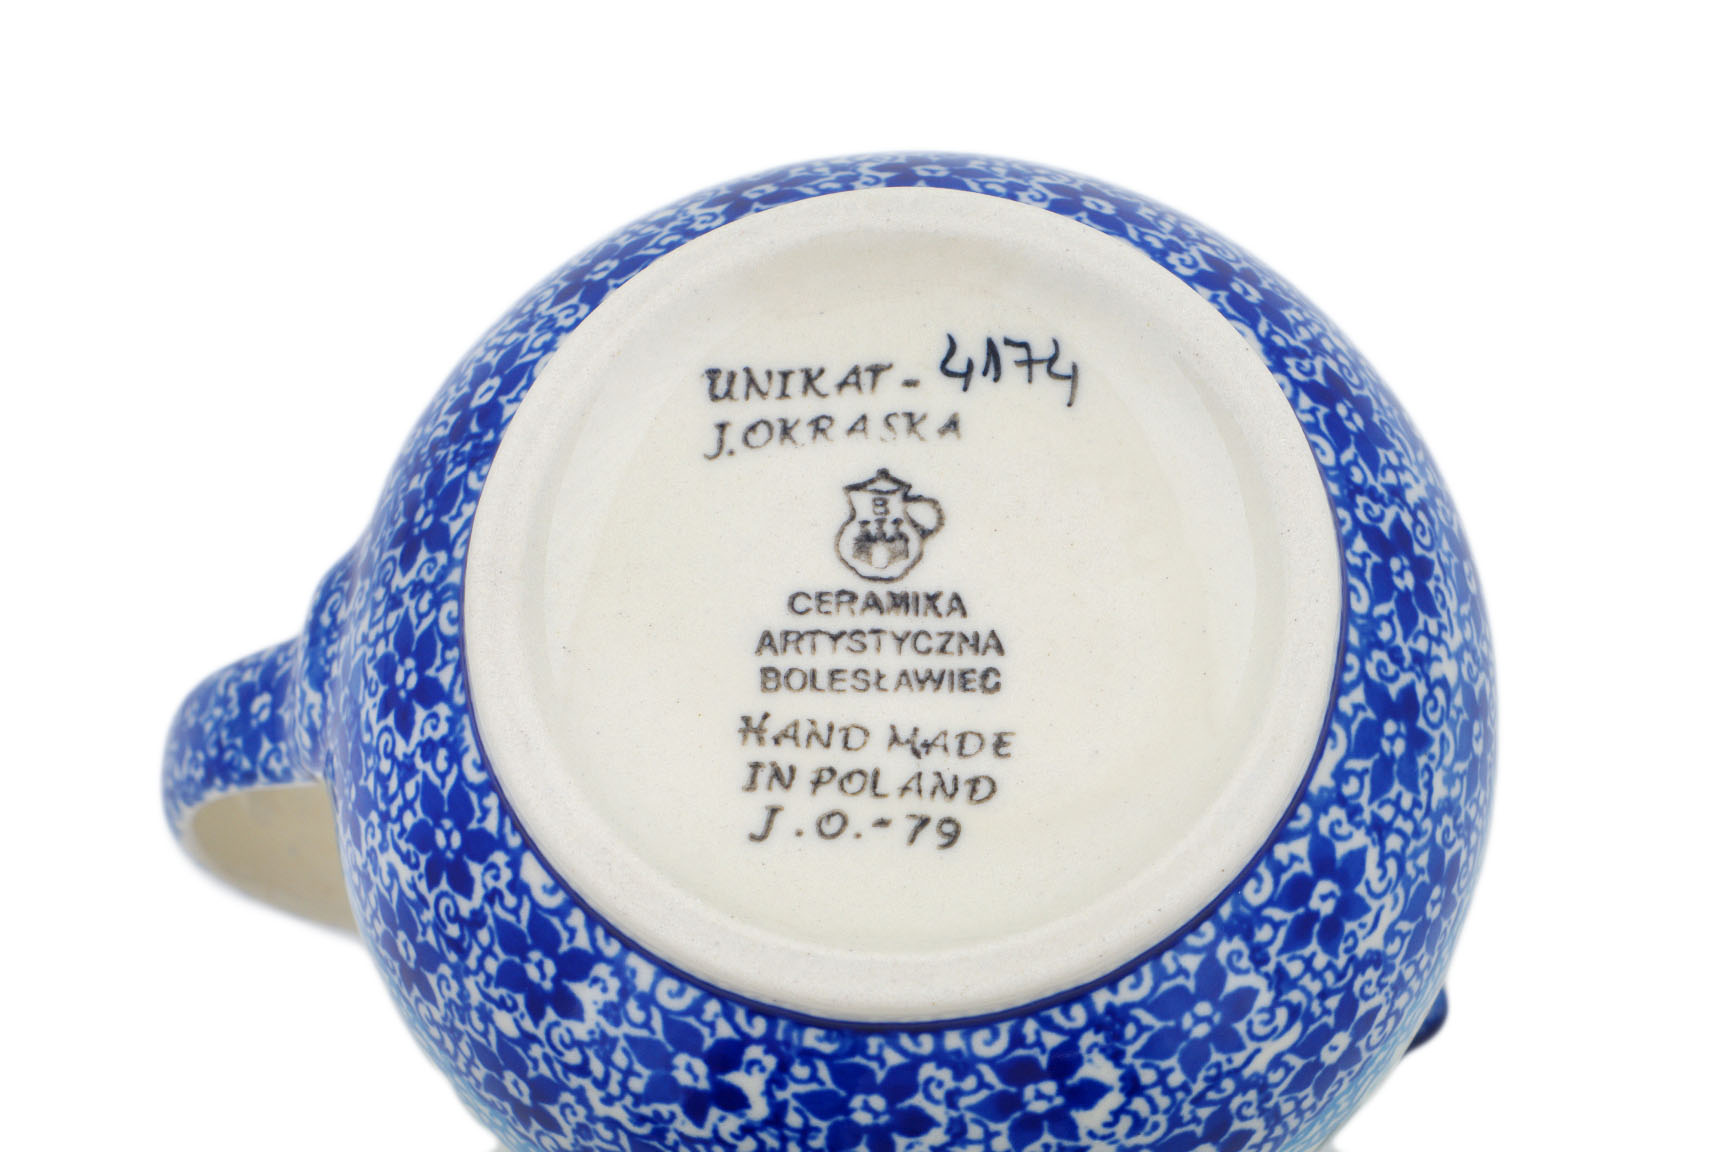 UNIKAT - 4174
J. OKRASKA
B
CERAMIKA
ARTYSTYCZNA
BOLESŁAWIEC
HAND MADE
IN POLAND
J.O.-79